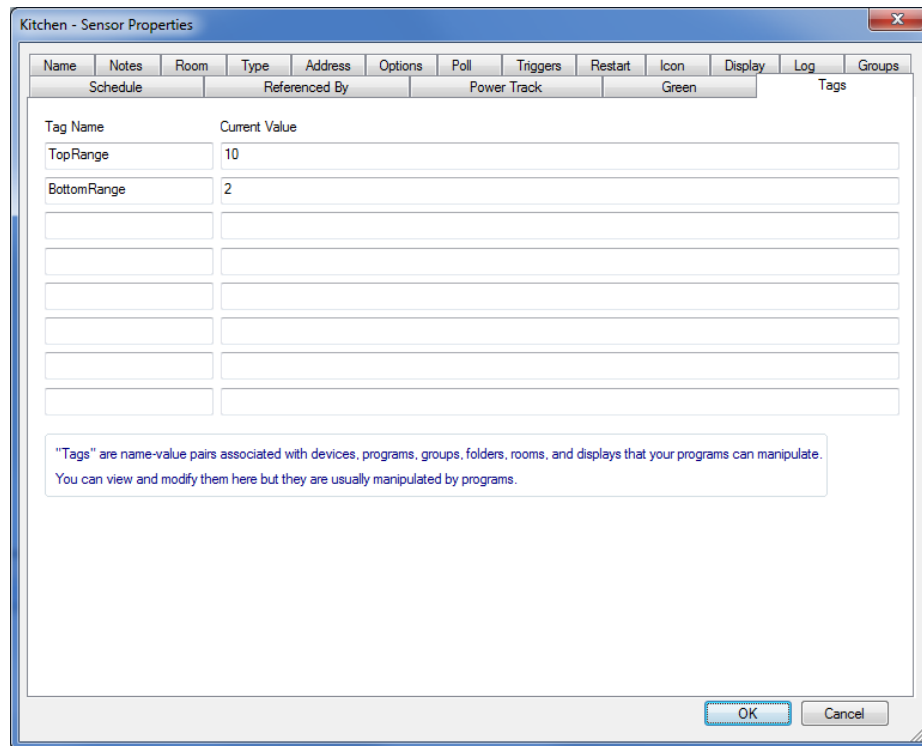 Kitchen - Sensor Properties
Name Notes Room Type Address Options Poll Triggers Restart Icon Display Log Groups
Schedule Referenced By Power Track Green Tags
Tag Name Current Value
TopRange 10
BottomRange 2
"Tags" are name-value pairs associated with devices, programs, groups, folders, rooms, and displays that your programs can manipulate.
You can view and modify them here but they are usually manipulated by programs.
OK Cancel